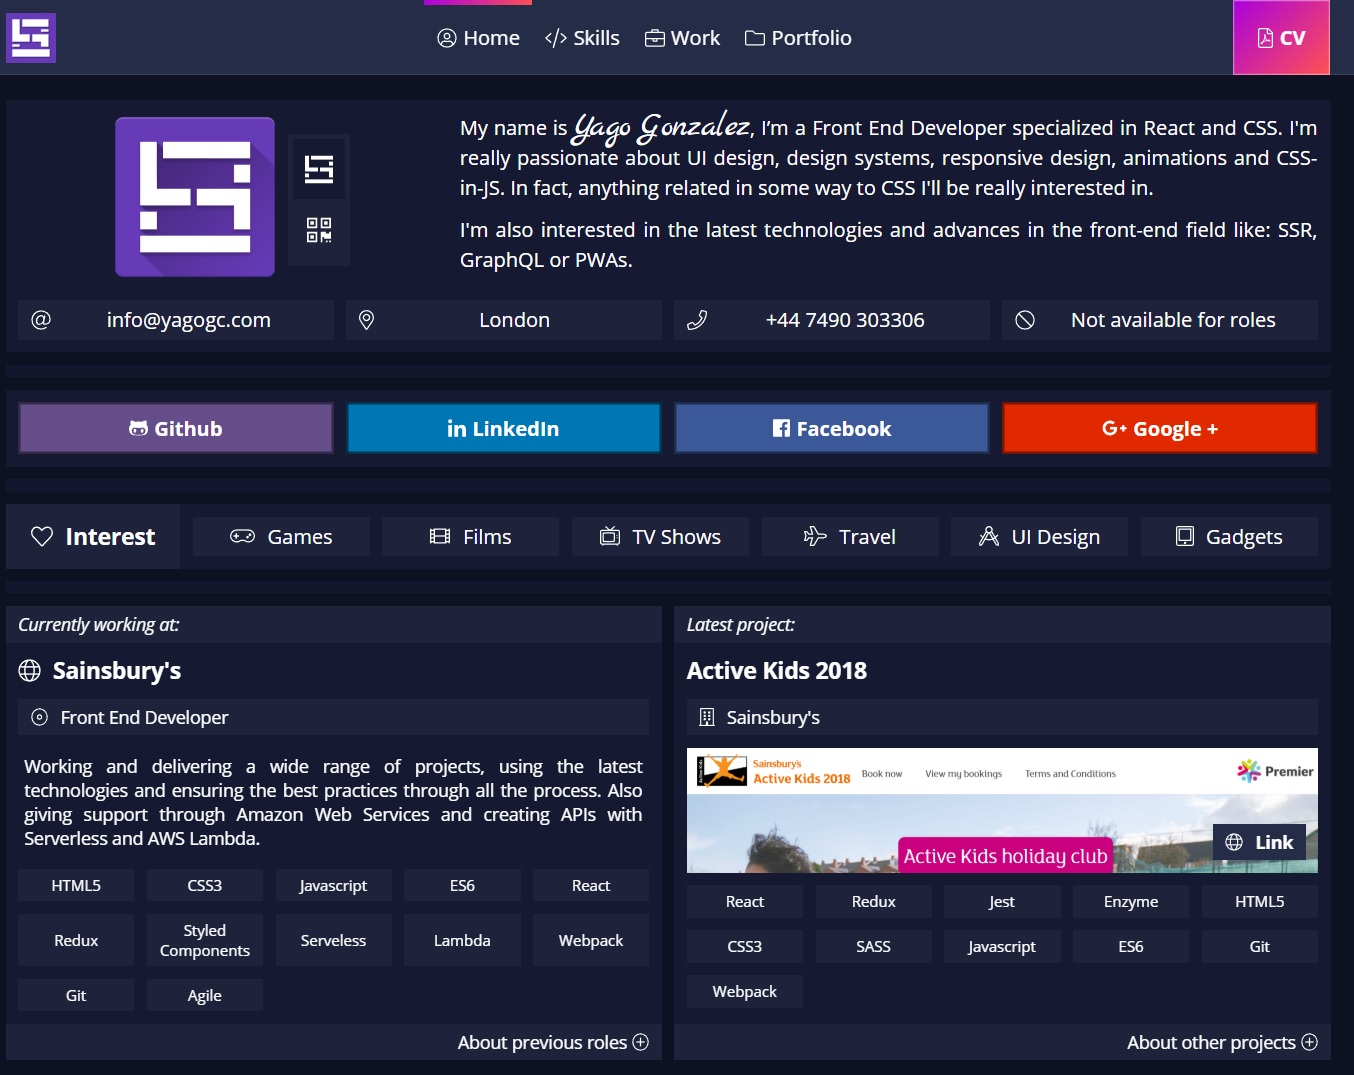 Home
Skills
Work
Portfolio
CV
My name is Yago Gonzalez, I’m a Front End Developer specialized in React and CSS. I'm
really passionate about UI design, design systems, responsive design, animations and CSS-
in-JS. In fact, anything related in some way to CSS I'll be really interested in.
I'm also interested in the latest technologies and advances in the front-end field like: SSR,
GraphQL or PWAs.
info@yagogc.com
London
+44 7490 303306
Not available for roles
Github
LinkedIn
Facebook
Google +
Interest
Games
Films
TV Shows
Travel
UI Design
Gadgets
Currently working at:
Sainsbury's
Front End Developer
Working and delivering a wide range of projects, using the latest
technologies and ensuring the best practices through all the process. Also
giving support through Amazon Web Services and creating APIs with
Serverless and AWS Lambda.
HTML5
CSS3
Javascript
ES6
React
Redux
Styled
Components
Serveless
Lambda
Webpack
Git
Agile
About previous roles
Latest project:
Active Kids 2018
Sainsbury's
Sainsbury's
Active Kids 2018
Book now
View my bookings
Terms and Conditions
Premier
Link
Active Kids holiday club
React
Redux
Jest
Enzyme
HTML5
CSS3
SASS
Javascript
ES6
Git
Webpack
About other projects